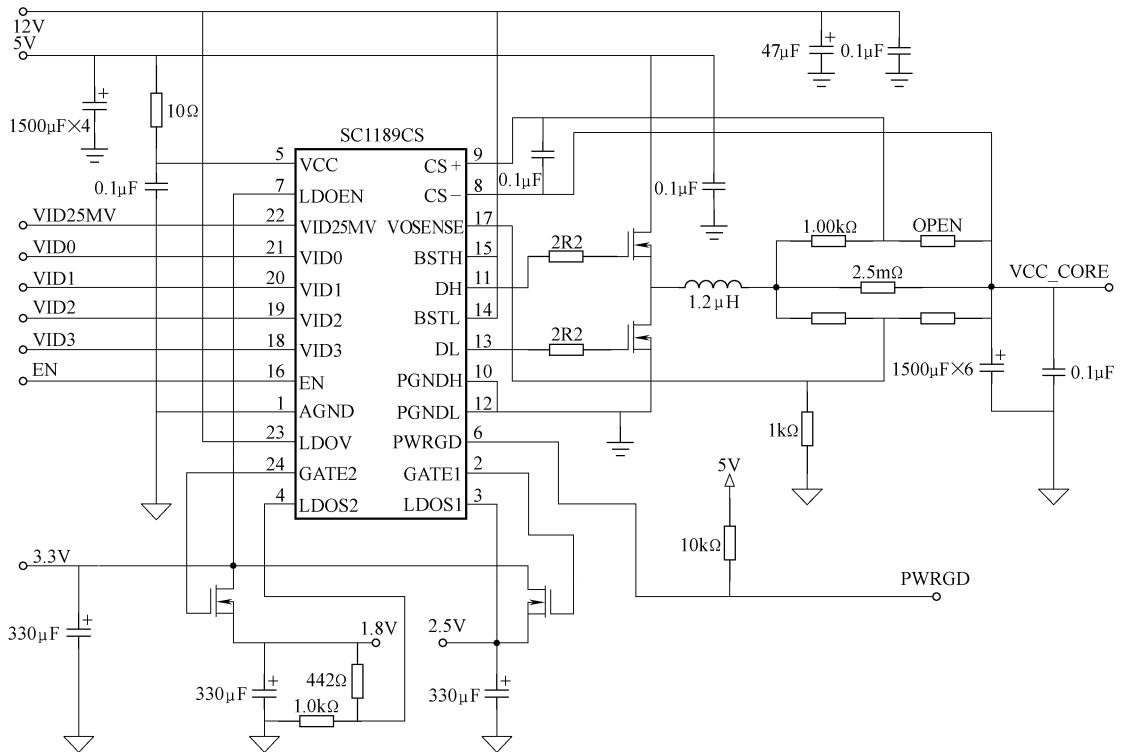 12V
5V
47μF
0.1μF
1500μF×4
10Ω
SC1189CS
0.1μF
0.1μF
0.1μF
5
VCC
CS+
9
7
LDOEN
CS−
8
VID25MV
22
VID25MV
VOSENSE
17
VID0
21
VID0
BSTH
15
VID1
20
VID1
DH
11
VID2
19
VID2
BSTL
14
VID3
18
VID3
DL
13
EN
16
EN
PGNDH
10
1
AGND
PGNDL
12
23
LDOV
PWRGD
6
24
GATE2
GATE1
2
4
LDOS2
LDOS1
3
2R2
2R2
1.2μH
1.00kΩ
OPEN
2.5mΩ
VCC_CORE
1500μF×6
0.1μF
1kΩ
5V
10kΩ
PWRGD
3.3V
330μF
1.8V
2.5V
442Ω
330μF
1.0kΩ
330μF